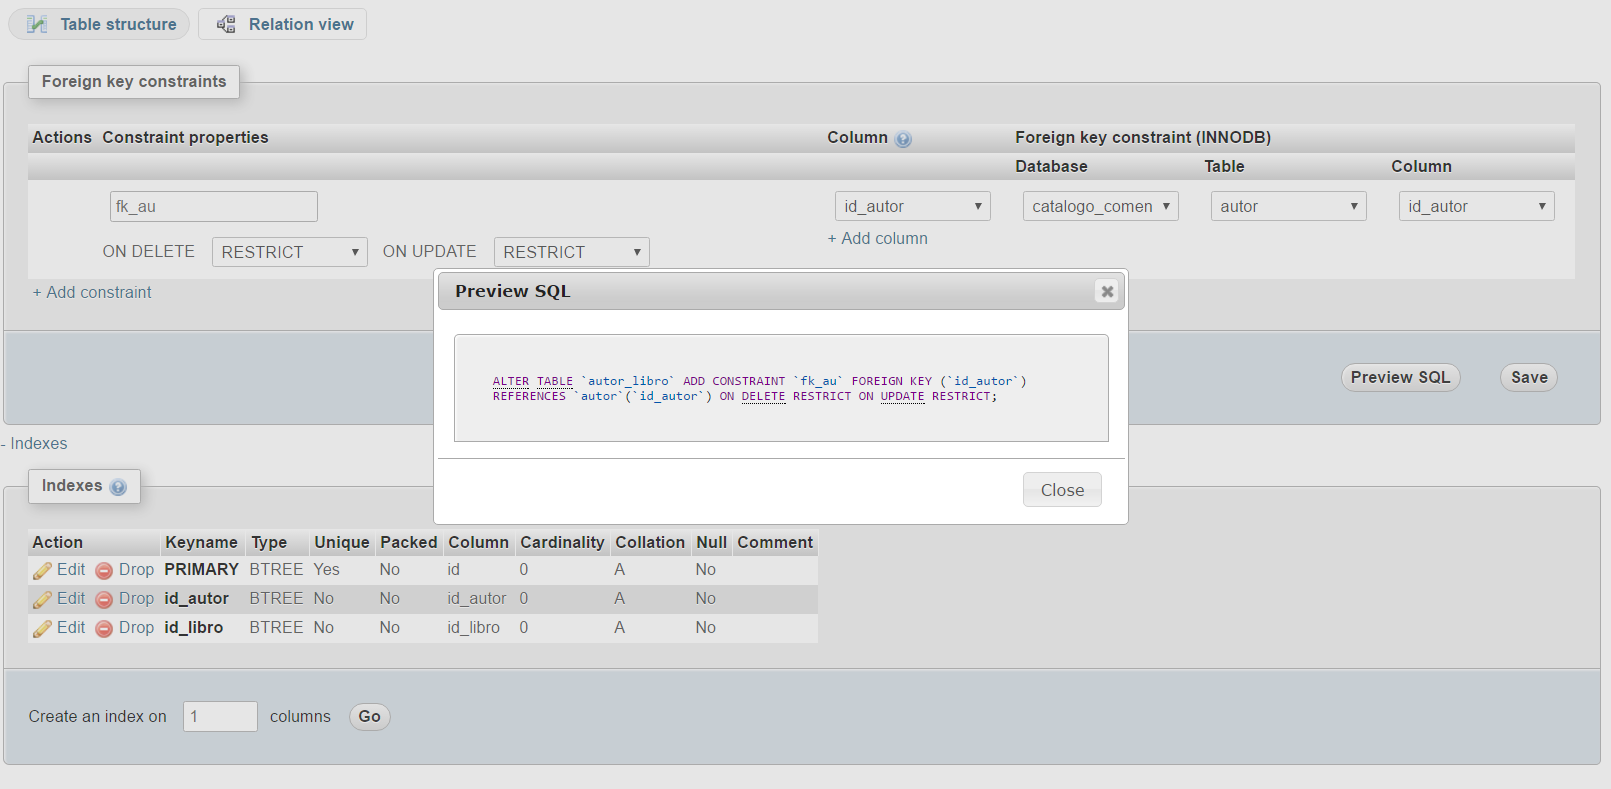 Table structure Relation view
Foreign key constraints
Actions Constraint properties Column Foreign key constraint (INNODB)
Database Table Column
fk_au id_autor catalogo_comen autor id_autor
+ Add column
ON DELETE RESTRICT ON UPDATE RESTRICT
+ Add constraint
Preview SQL
ALTER TABLE `autor_libro` ADD CONSTRAINT `fk_au` FOREIGN KEY (`id_autor`)
REFERENCES `autor`(`id_autor`) ON DELETE RESTRICT ON UPDATE RESTRICT;
Close
Preview SQL Save
- Indexes
Indexes
Action Keyname Type Unique Packed Column Cardinality Collation Null Comment
Edit Drop PRIMARY BTREE Yes No id 0 A No
Edit Drop id_autor BTREE No No id_autor 0 A No
Edit Drop id_libro BTREE No No id_libro 0 A No
Create an index on 1 columns Go